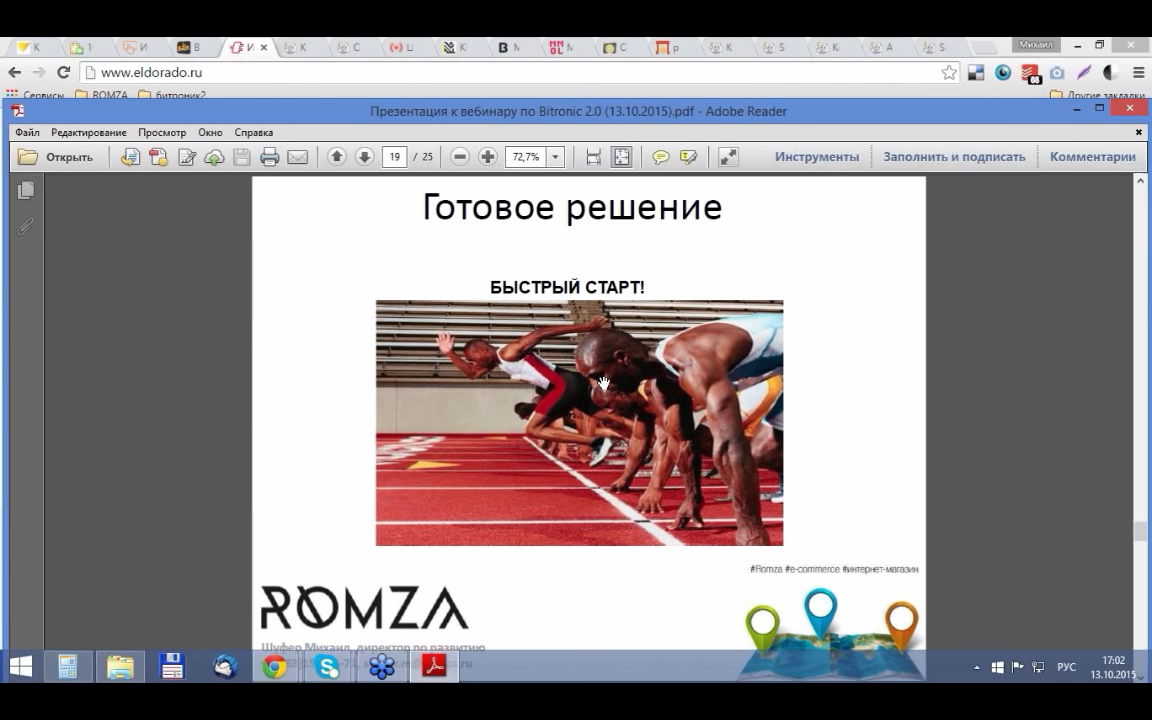 К
И
В
И
К
С
К
М
М
С
р
К
S
К
А
S
Михаил
www.eldorado.ru
Сервисы ROMZA битроник2 Другие закладки
Презентация к вебинару по Bitronic 2.0 (13.10.2015).pdf - Adobe Reader
Файл Редактирование Просмотр Окно Справка
Открыть 19 / 25 72,7% Инструменты Заполнить и подписать Комментарии
Готовое решение
БЫСТРЫЙ СТАРТ!
#Romza #e-commerce #интернет-магазин
ROMZA
Шуфер Михаил, директор по развитию
РУС
17:02
13.10.2015